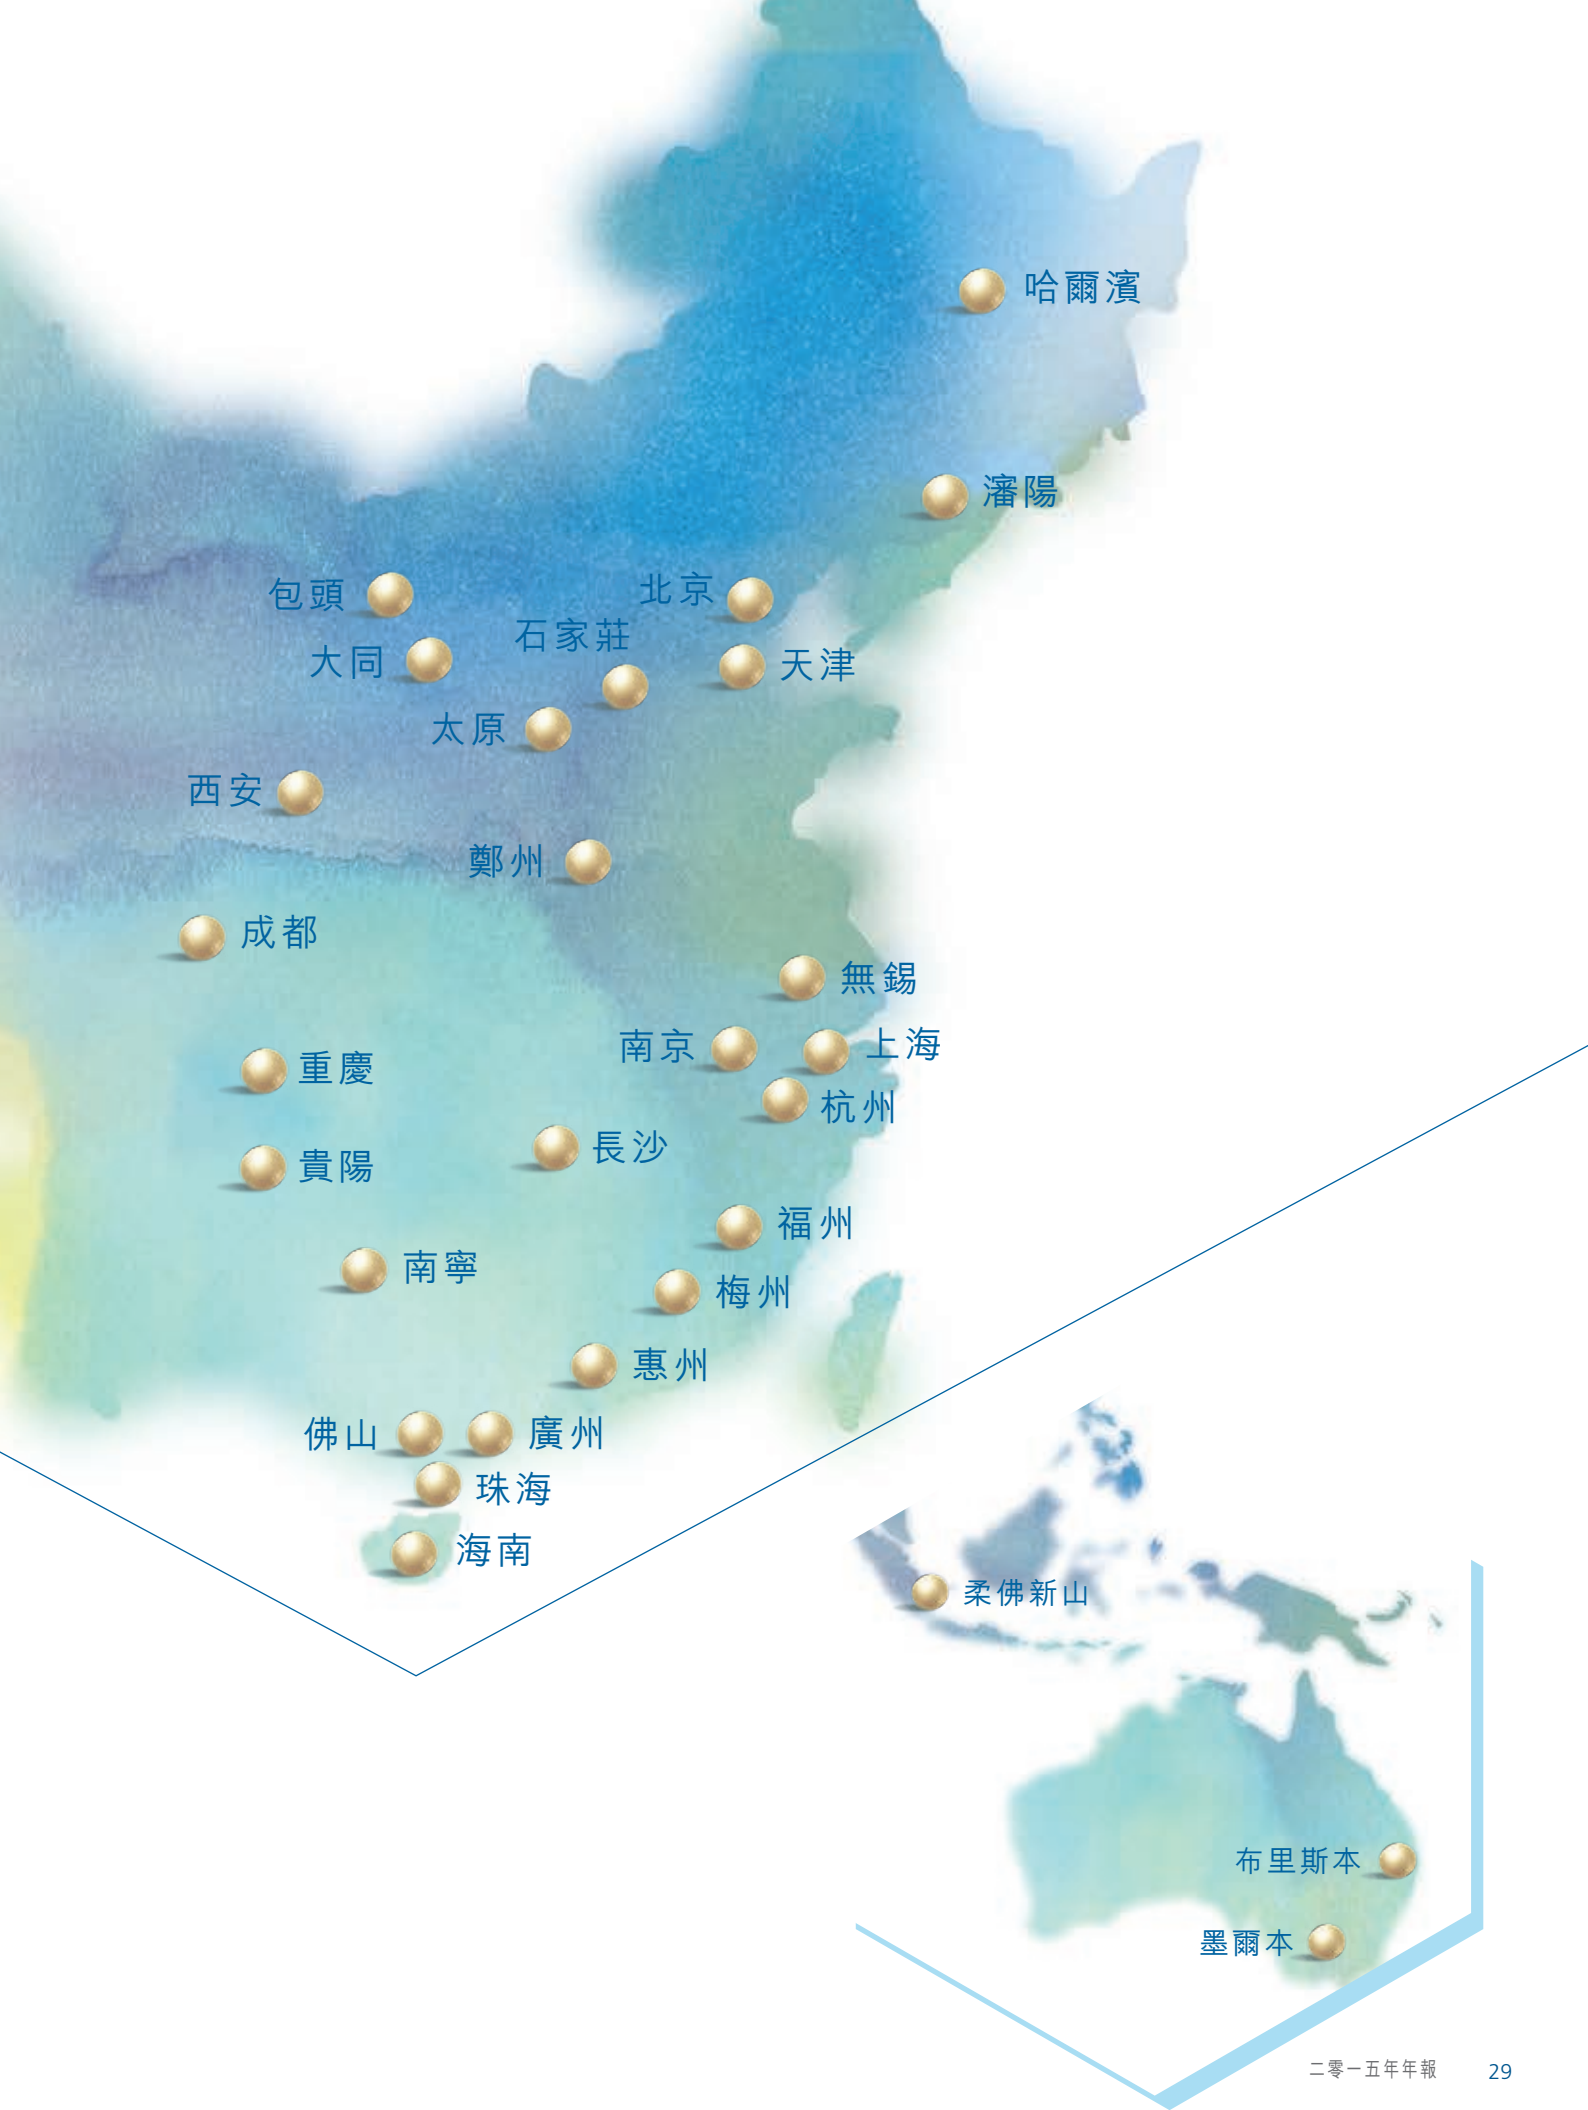 哈爾濱
瀋陽
包頭
北京
石家莊
大同
天津
太原
西安
鄭州
成都
無錫
南京
上海
重慶
杭州
長沙
貴陽
福州
南寧
梅州
惠州
佛山
廣州
珠海
海南
柔佛新山
布里斯本
墨爾本
二零一五年年報 29